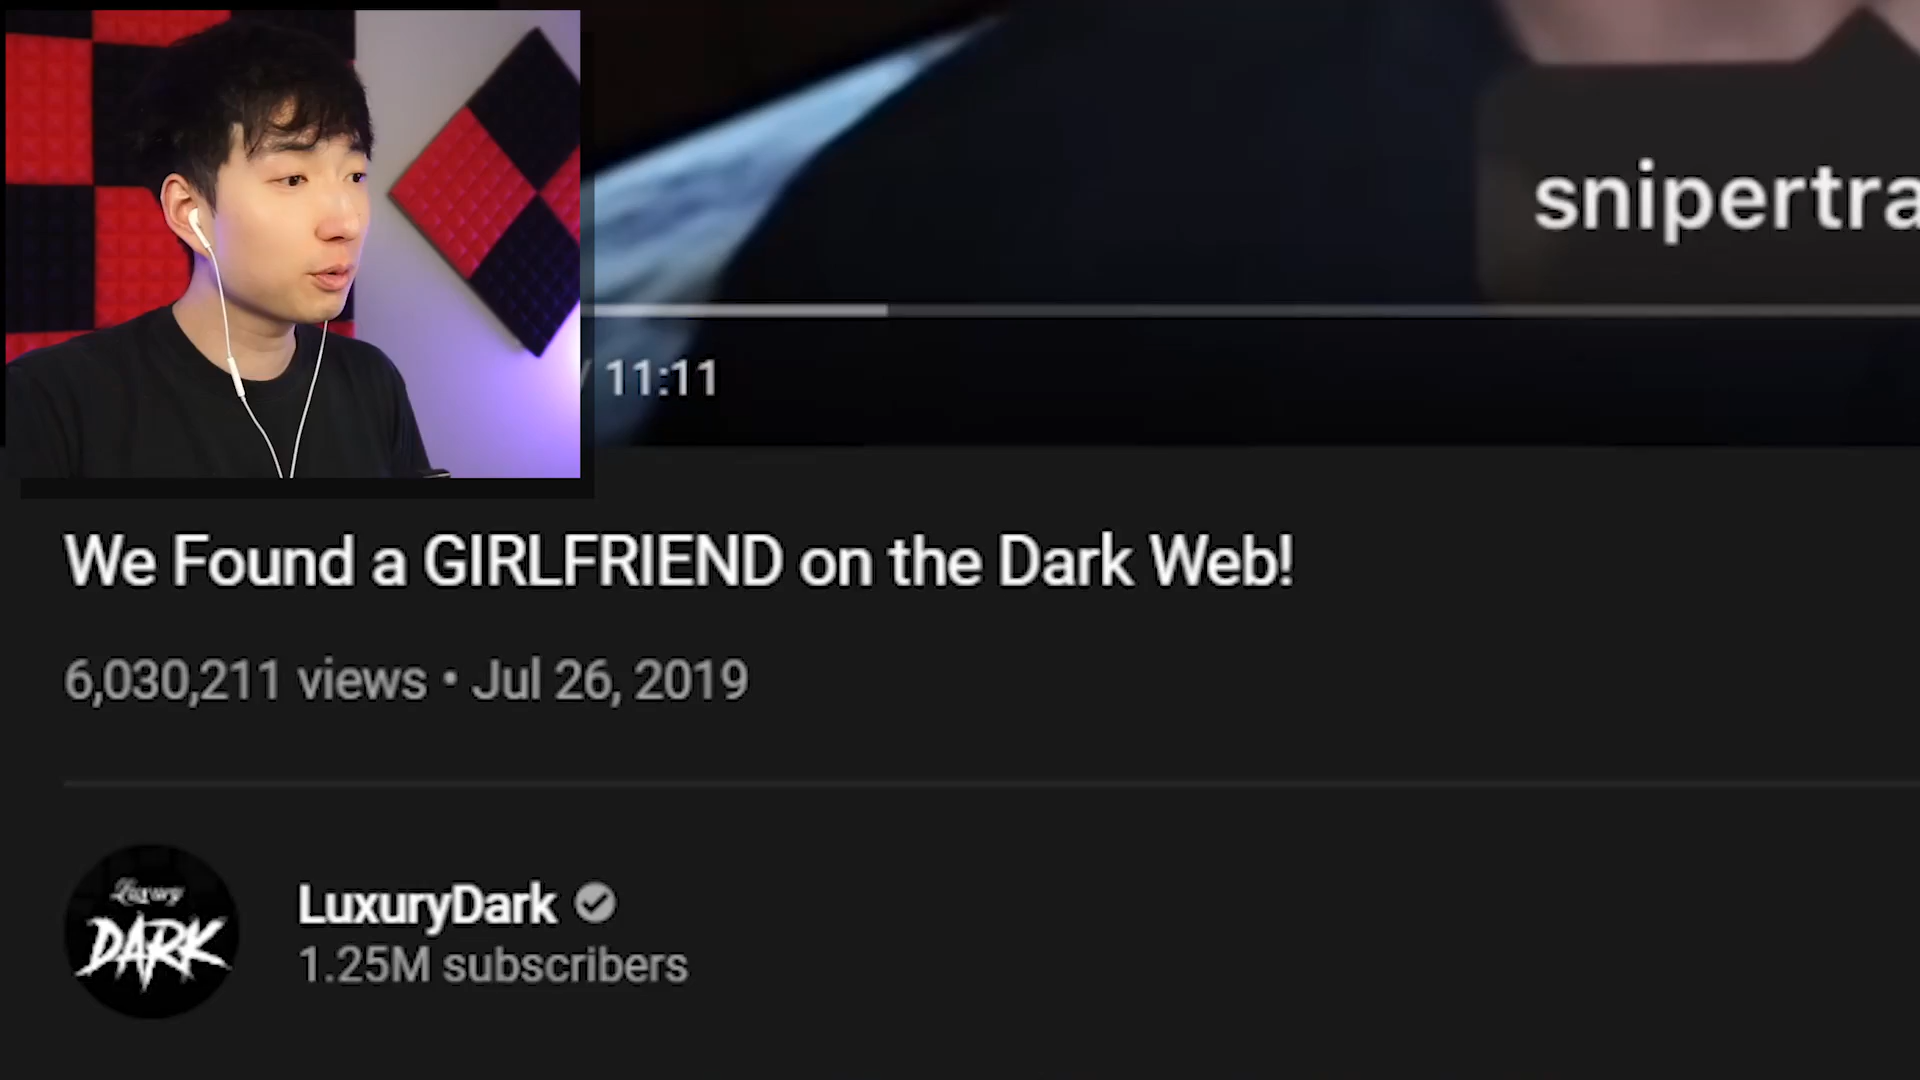 snipertra
/ 11:11
We Found a GIRLFRIEND on the Dark Web!
6,030,211 views • Jul 26, 2019
Luxury
DARK
LuxuryDark
1.25M subscribers